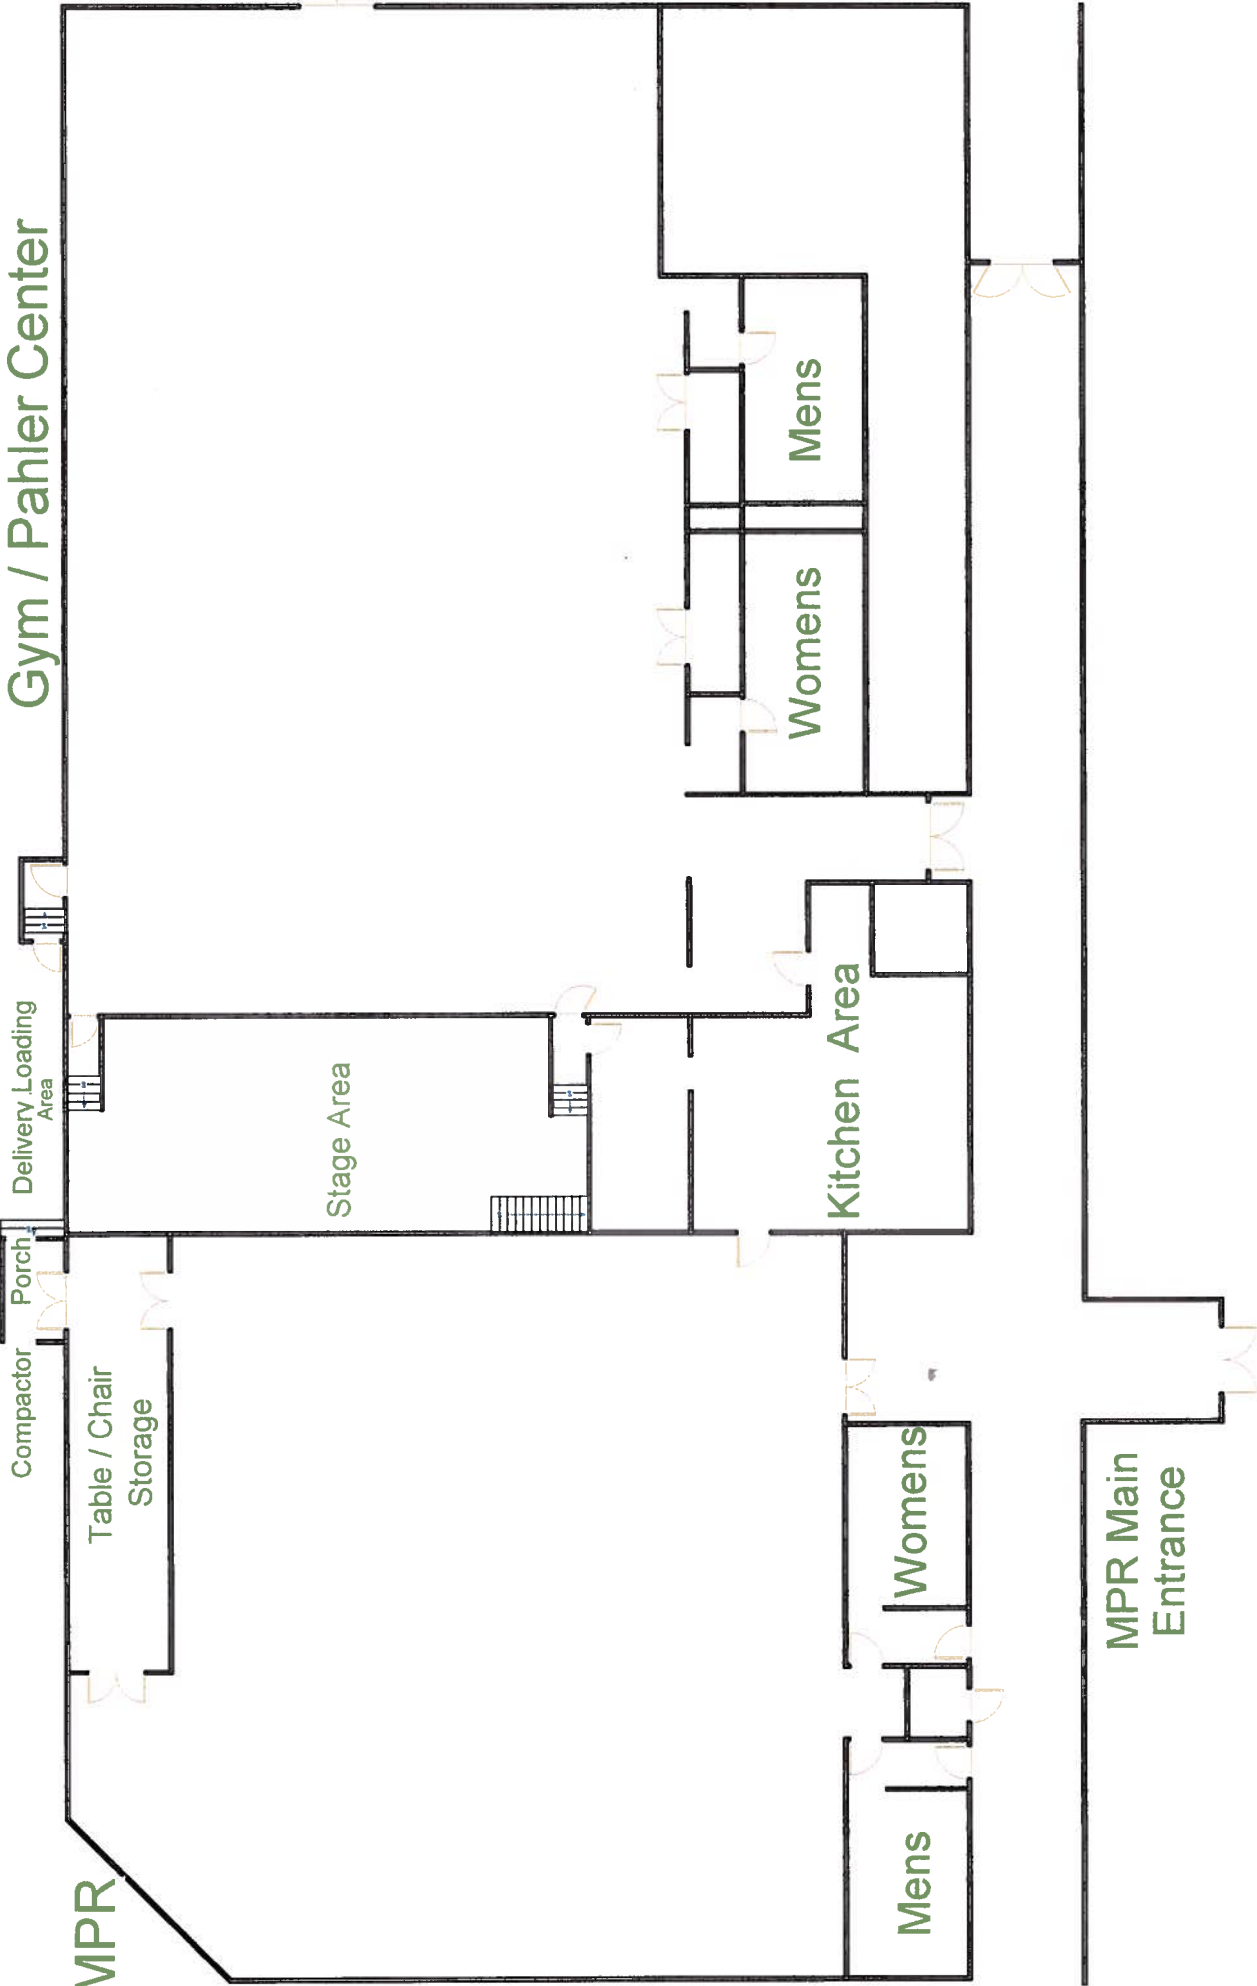 Gym / Pahler Center
Mens
Womens
Delivery Loading
Area
Stage Area
Kitchen Area
Porch
Compactor
Table / Chair
Storage
Womens
MPR Main
Entrance
Mens
MPR